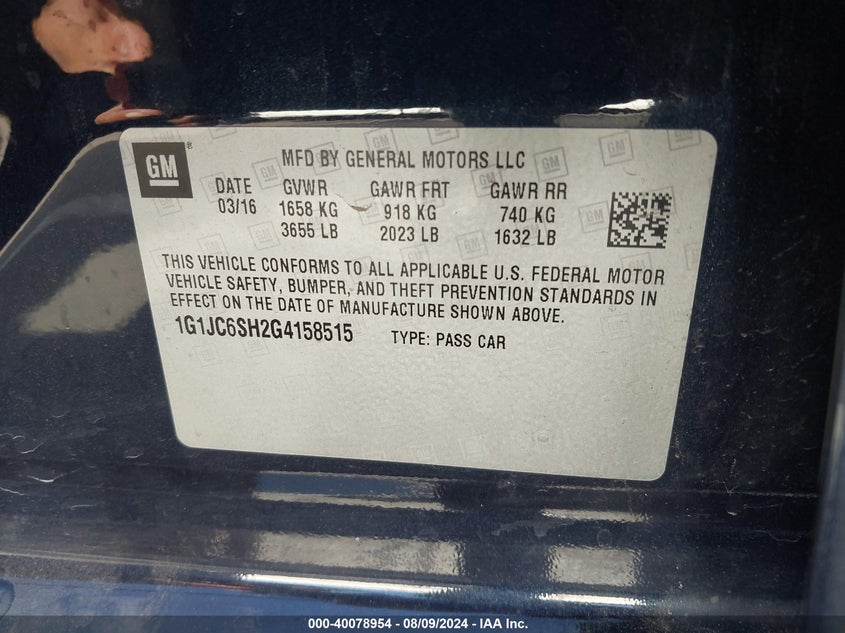 GM ® MFD BY GENERAL MOTORS LLC
DATE GVWR GAWR FRT GAWR RR
03/16 1658 KG 918 KG 740 KG
3655 LB 2023 LB 1632 LB
THIS VEHICLE CONFORMS TO ALL APPLICABLE U.S. FEDERAL MOTOR
VEHICLE SAFETY, BUMPER, AND THEFT PREVENTION STANDARDS IN
EFFECT ON THE DATE OF MANUFACTURE SHOWN ABOVE.
1G1JC6SH2G4158515 TYPE: PASS CAR
000-40078954 - 08/09/2024 - IAA Inc.